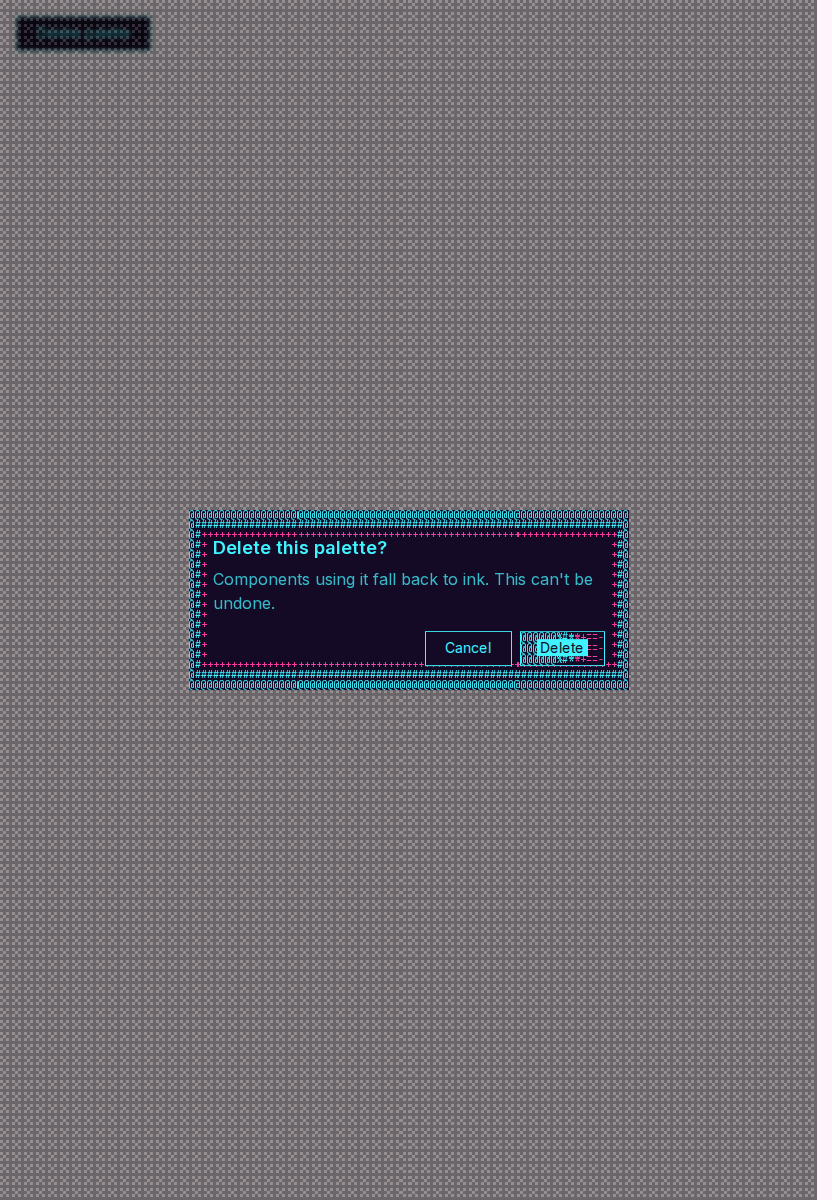 Delete this palette?
Components using it fall back to ink. This can't be
undone.
Cancel
Delete